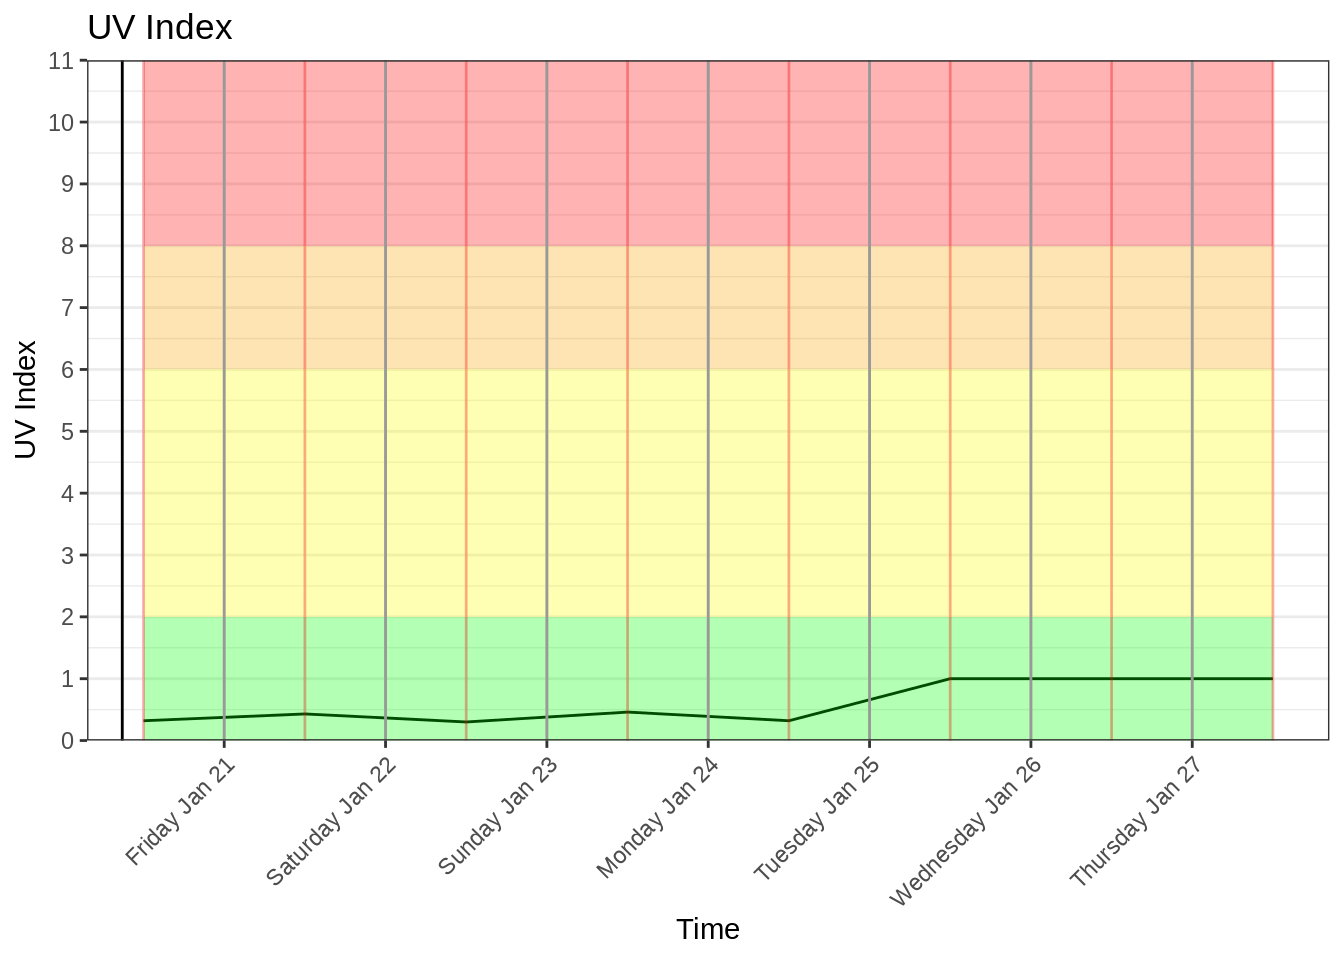 UV Index
UV Index
11
10
9
8
7
6
5
4
3
2
1
0
Friday Jan 21
Saturday Jan 22
Sunday Jan 23
Monday Jan 24
Tuesday Jan 25
Wednesday Jan 26
Thursday Jan 27
Time